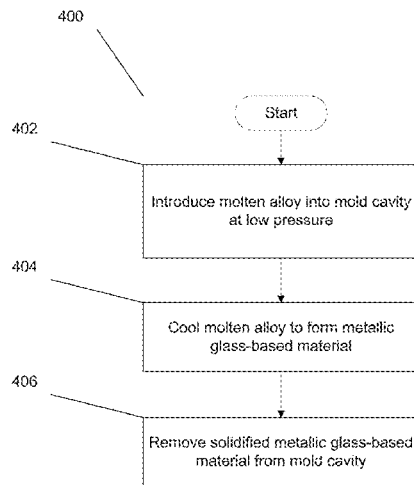 400
Start
402
Introduce molten alloy into mold cavity
at low pressure
404
Cool molten alloy to form metallic
glass-based material
406
Remove solidified metallic glass-based
material from mold cavity